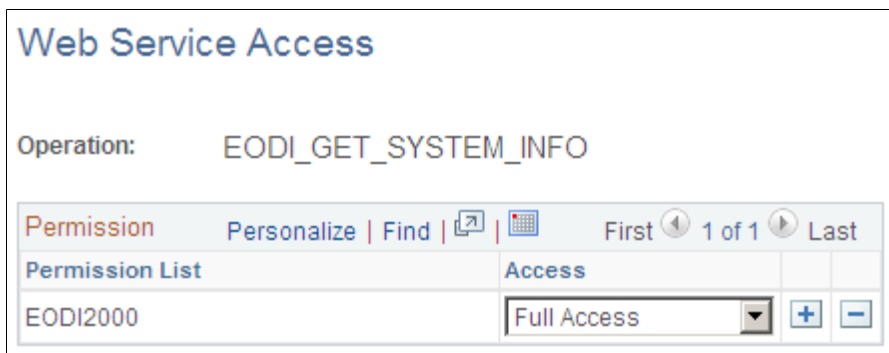 Web Service Access
Operation: EODI_GET_SYSTEM_INFO
Permission Personalize | Find | | First 1 of 1 Last
Permission List Access
EODI2000 Full Access